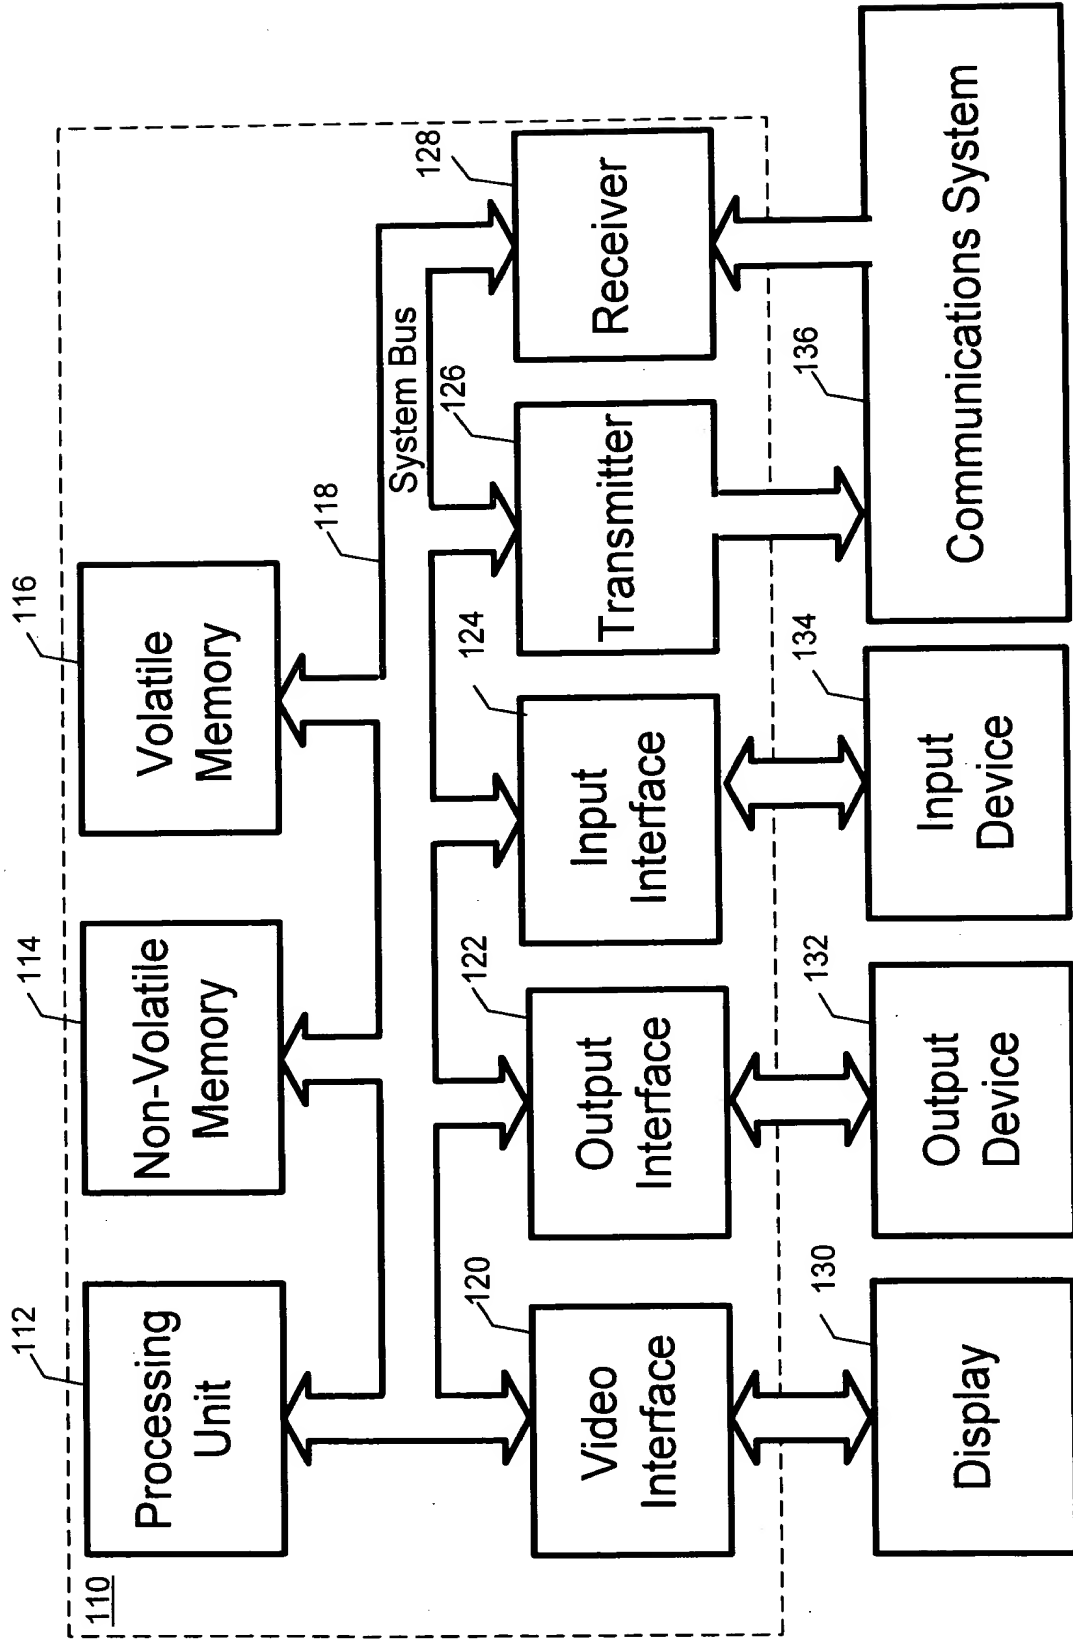 110
112
Processing
Unit
114
Non-Volatile
Memory
116
Volatile
Memory
118
System Bus
120
Video
Interface
122
Output
Interface
124
Input
Interface
126
Transmitter
128
Receiver
130
Display
132
Output
Device
134
Input
Device
136
Communications System